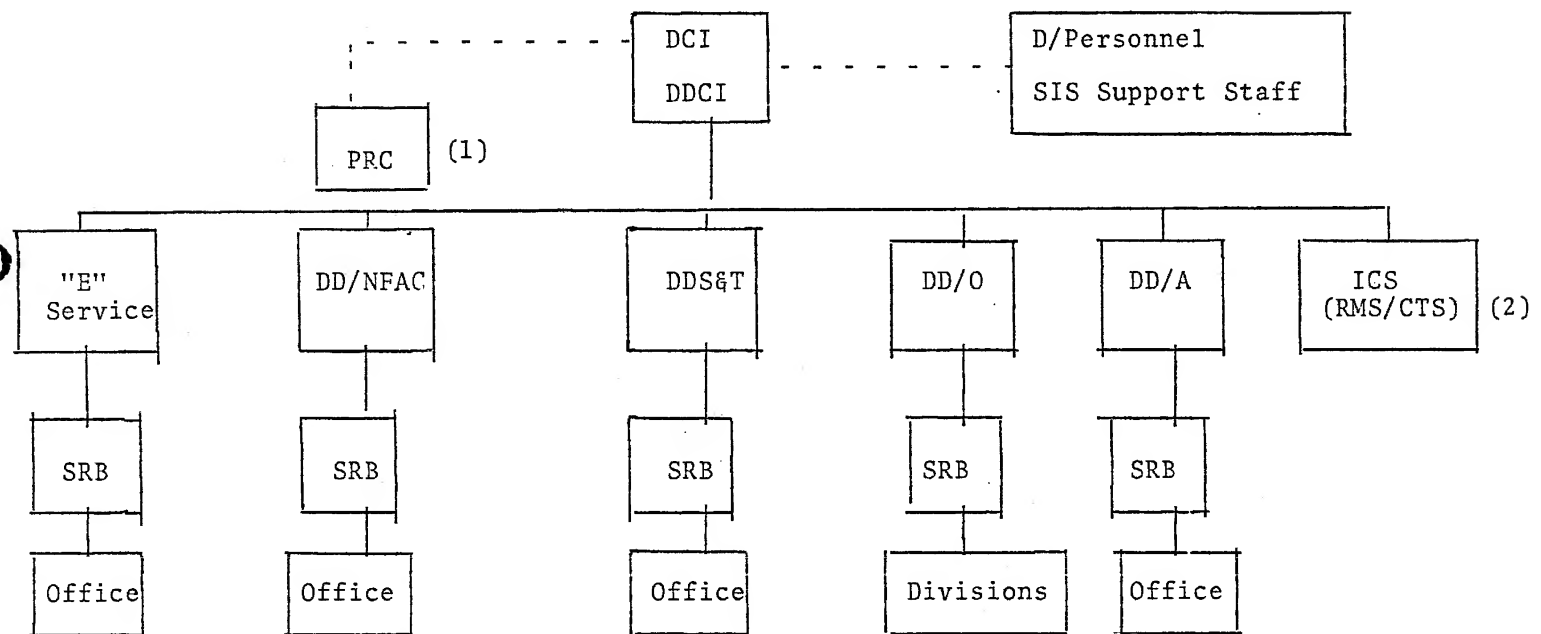 DCI
DDCI
D/Personnel
SIS Support Staff
PRC
(1)
"E"
Service
DD/NFAC
DDS&T
DD/O
DD/A
ICS
(RMS/CTS)
(2)
SRB
SRB
SRB
SRB
SRB
Office
Office
Office
Divisions
Office